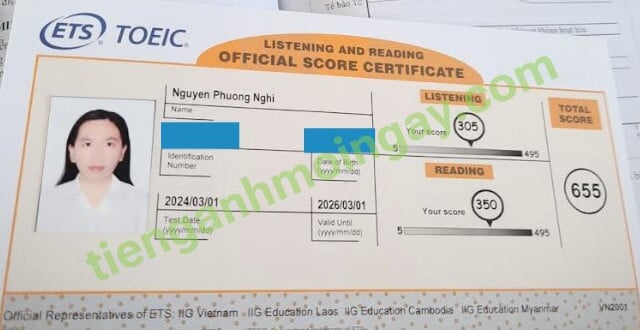 Tế bào T
ETS TOEIC®
LISTENING AND READING
OFFICIAL SCORE CERTIFICATE
Nguyen Phuong Nghi
Name
Identification
Number
Date of Birth
(yyyy/mm/dd)
2024/03/01
Test Date
(yyyy/mm/dd)
2026/03/01
Valid Until
(yyyy/mm/dd)
LISTENING
Your score
305
5
495
READING
Your score
350
5
495
TOTAL
SCORE
655
tienganhmoingay.com
Official Representatives of ETS: IIG Vietnam IIG Education Laos IIG Education Cambodia IIG Education Myanmar